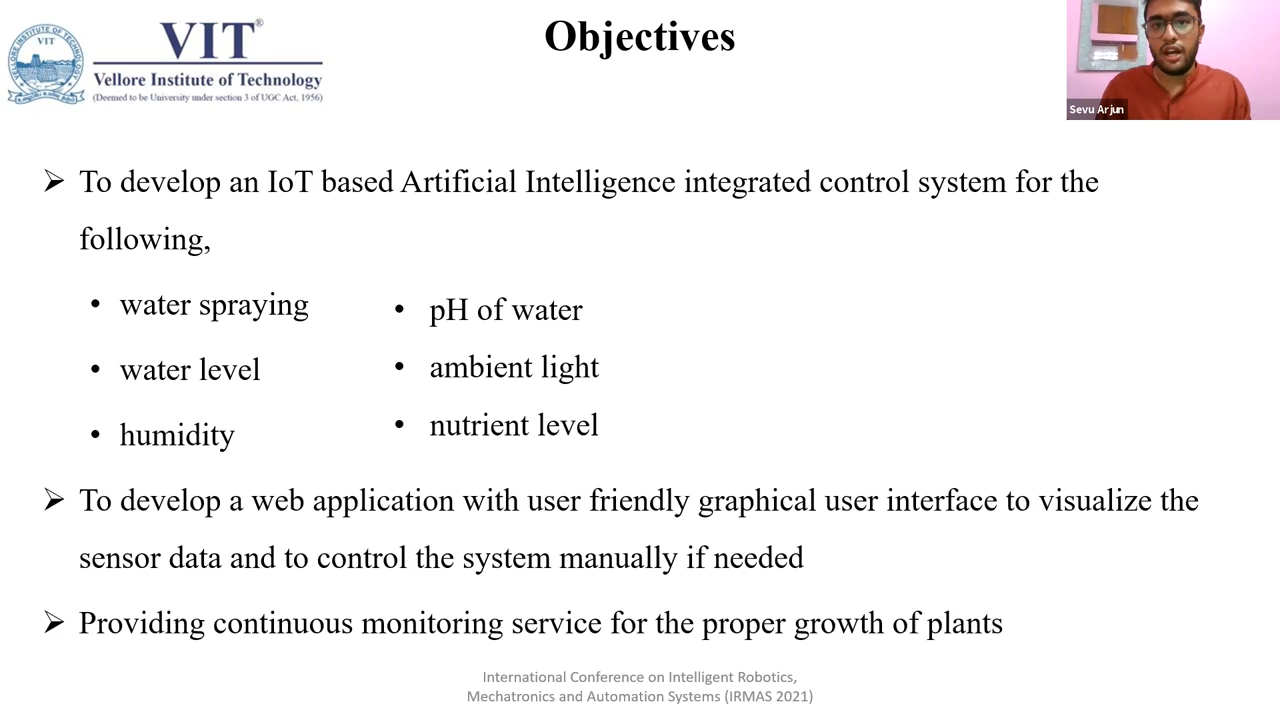 VIT
VIT®
Vellore Institute of Technology
(Deemed to be University under section 3 of UGC Act, 1956)
Objectives
Sevu Arjun
➢ To develop an IoT based Artificial Intelligence integrated control system for the
following,
• water spraying
• water level
• humidity
• pH of water
• ambient light
• nutrient level
➢ To develop a web application with user friendly graphical user interface to visualize the
sensor data and to control the system manually if needed
➢ Providing continuous monitoring service for the proper growth of plants
International Conference on Intelligent Robotics,
Mechatronics and Automation Systems (IRMAS 2021)